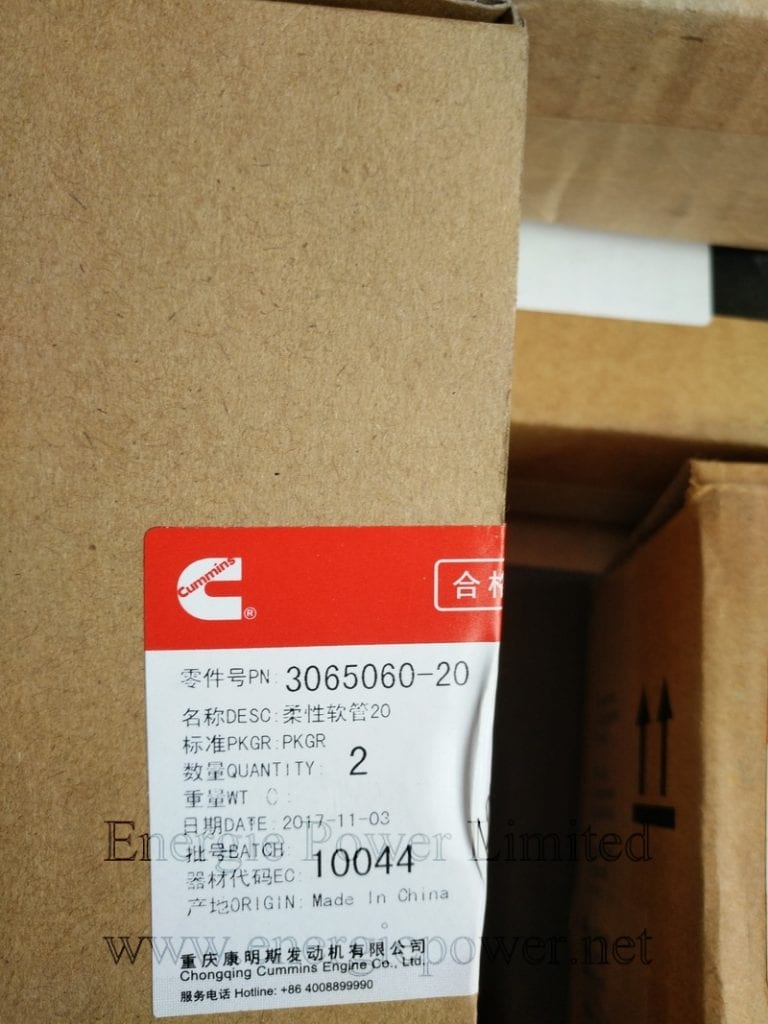 Cummins
®
合格
零件号PN: 3065060-20
名称DESC:柔性软管20
标准PKGR:PKGR
数量QUANTITY: 2
重量WT
日期DATE: 2017-11-03
批号BATCH:
器材代码EC: 10044
产地ORIGIN: Made In China
重庆康明斯发动机有限公司
Chongqing Cummins Engine Co., Ltd.
服务电话 Hotline: +86 4008899990
Energie Power Limited
www.energiepower.net